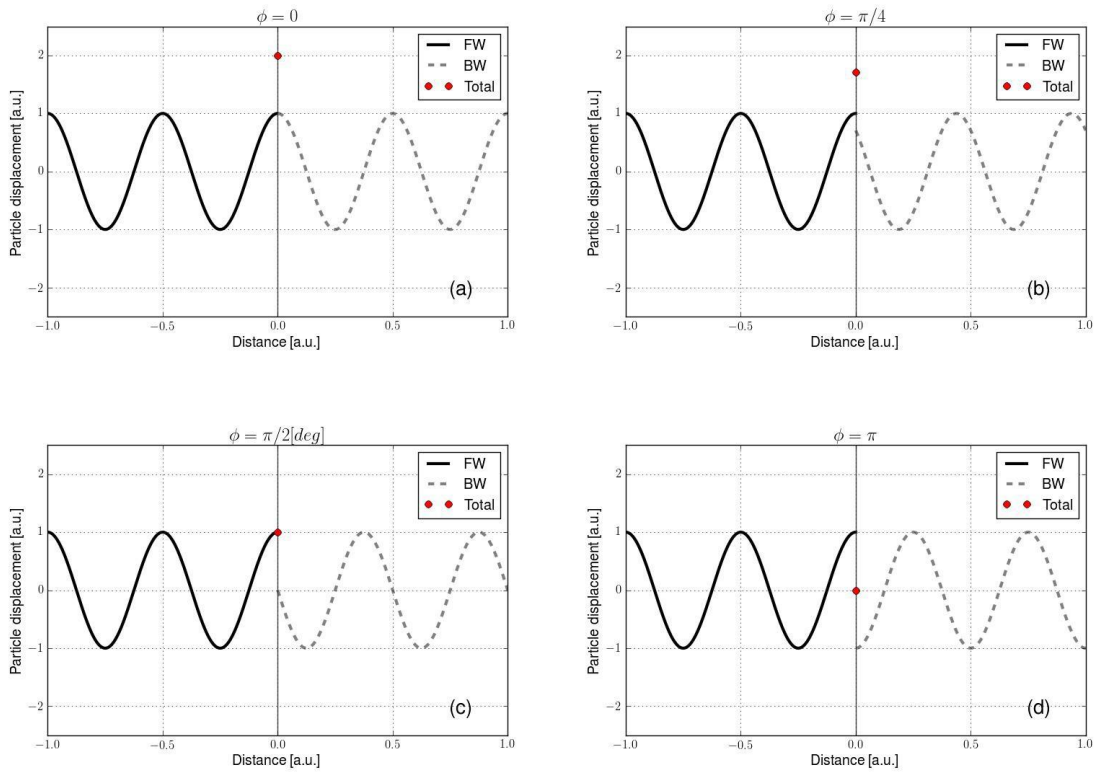 ϕ = 0
2
1
0
−1
−2
Particle displacement [a.u.]
FW
BW
Total
(a)
−1.0 −0.5 0.0 0.5 1.0
Distance [a.u.]
ϕ = π/4
2
1
0
−1
−2
Particle displacement [a.u.]
FW
BW
Total
(b)
−1.0 −0.5 0.0 0.5 1.0
Distance [a.u.]
ϕ = π/2[deg]
2
1
0
−1
−2
Particle displacement [a.u.]
FW
BW
Total
(c)
−1.0 −0.5 0.0 0.5 1.0
Distance [a.u.]
ϕ = π
2
1
0
−1
−2
Particle displacement [a.u.]
FW
BW
Total
(d)
−1.0 −0.5 0.0 0.5 1.0
Distance [a.u.]